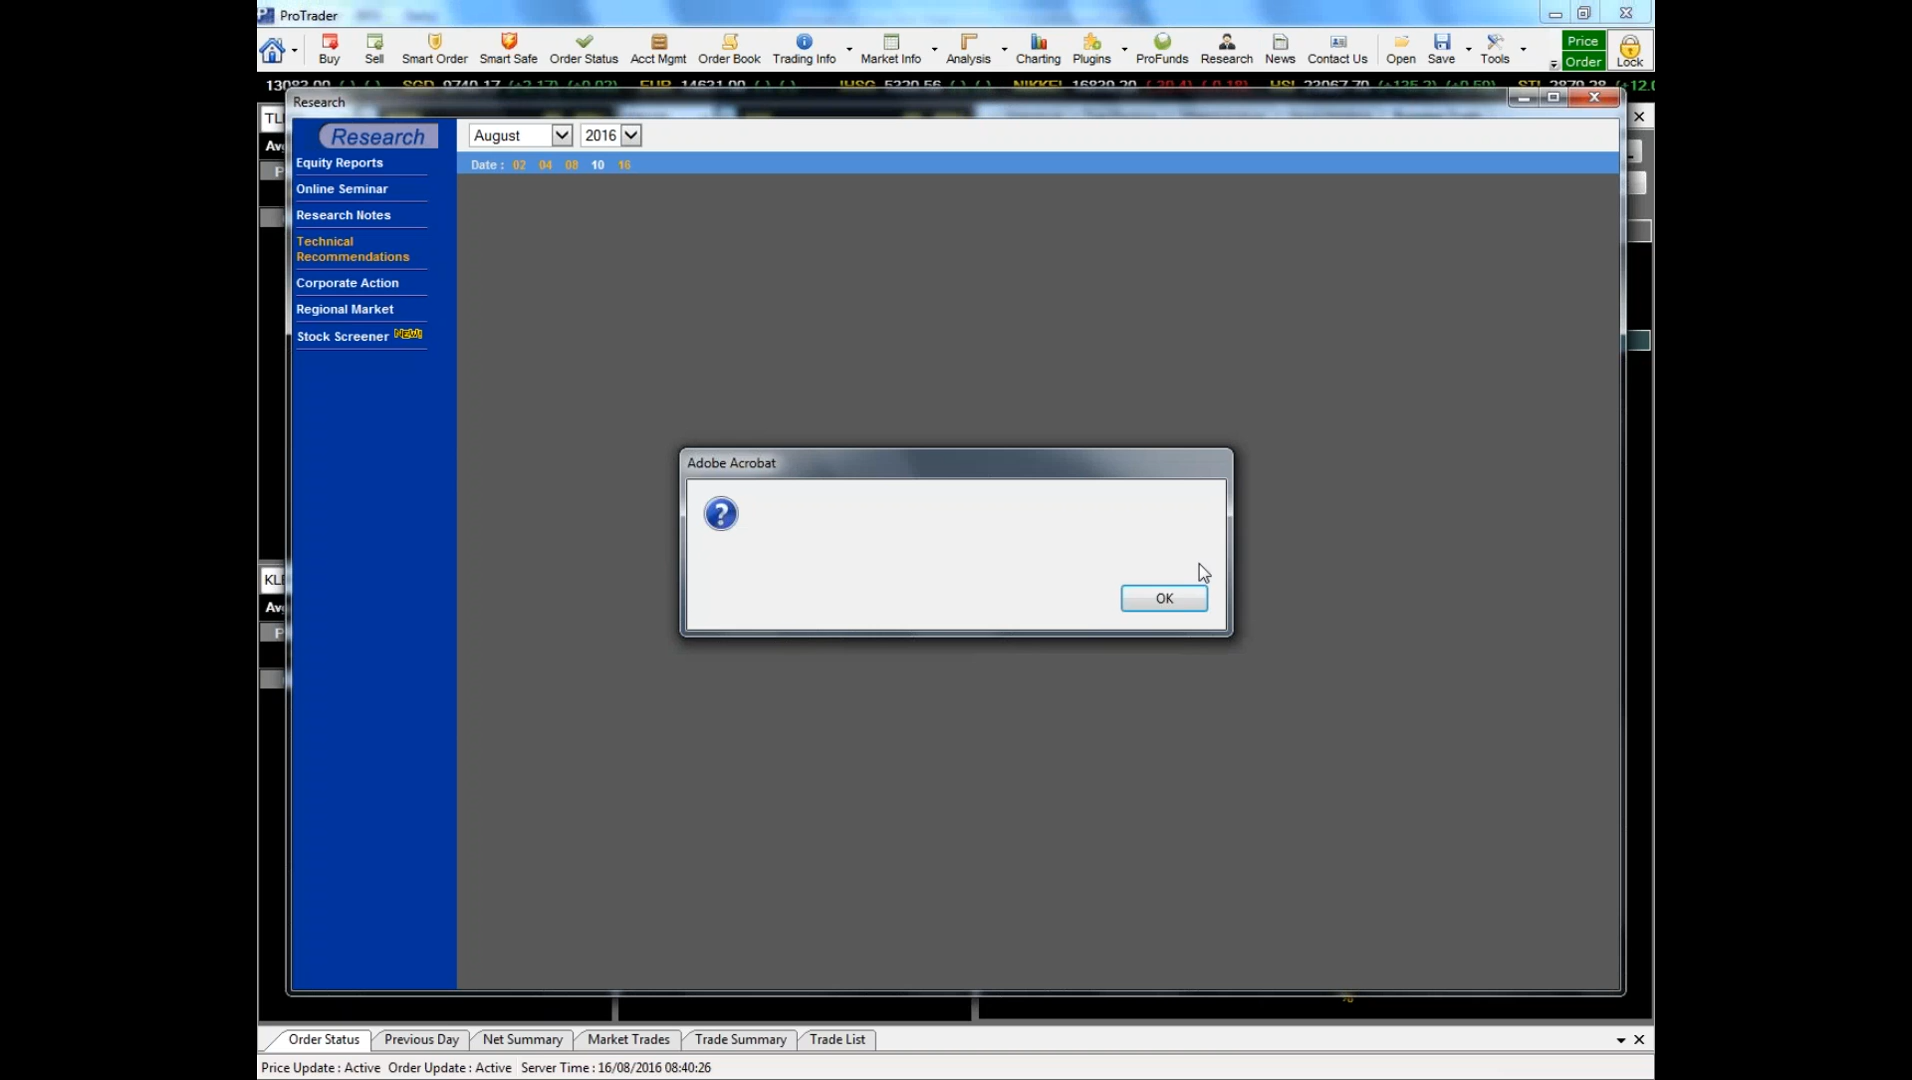 ProTrader
Buy Sell Smart Order Smart Safe Order Status Acct Mgmt Order Book Trading Info Market Info Analysis Charting Plugins ProFunds Research News Contact Us Open Save Tools Price Order Lock
Research
Research
August 2016
Equity Reports
Date : 02 04 08 10 16
Online Seminar
Research Notes
Technical
Recommendations
Corporate Action
Regional Market
Stock Screener NEW!
Adobe Acrobat
?
OK
%
Order Status Previous Day Net Summary Market Trades Trade Summary Trade List
Price Update : Active Order Update : Active Server Time : 16/08/2016 08:40:26